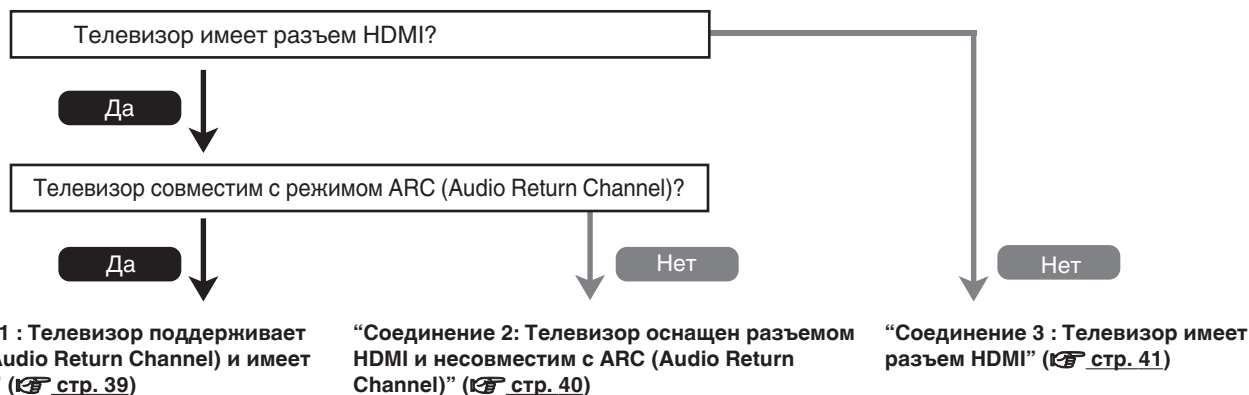 Телевизор имеет разъем HDMI?
Да
Телевизор совместим с режимом ARC (Audio Return Channel)?
Да
Нет
Нет
1 : Телевизор поддерживает
Audio Return Channel) и имеет
” (☞ стр. 39)
“Соединение 2: Телевизор оснащен разъемом
HDMI и несовместим с ARC (Audio Return
Channel)” (☞ стр. 40)
“Соединение 3 : Телевизор имеет
разъем HDMI” (☞ стр. 41)